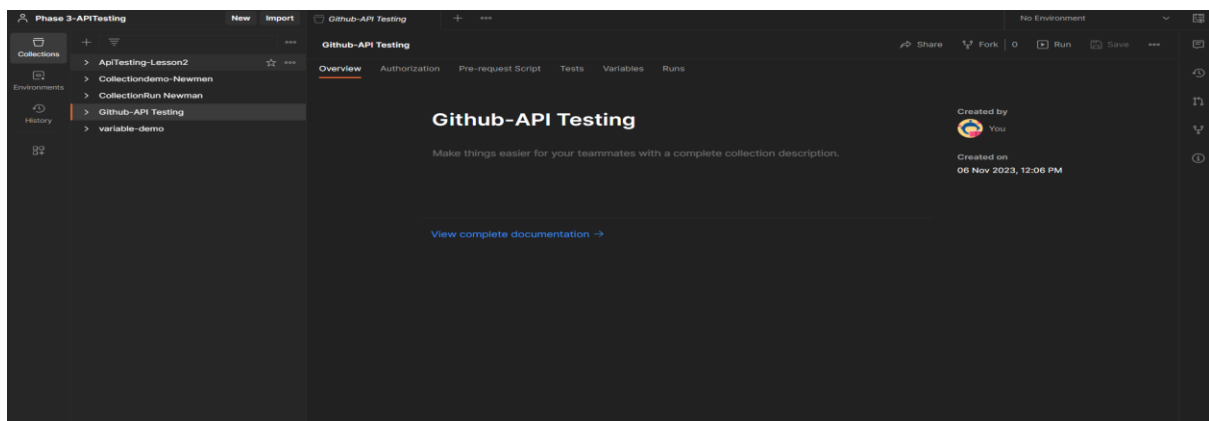 Phase 3-APITesting New Import Github-API Testing No Environment
Collections
Github-API Testing Share Fork 0 Run Save
ApiTesting-Lesson2
Overview Authorization Pre-request Script Tests Variables Runs
Collectiondemo-Newmen
Environments
CollectionRun Newman
Github-API Testing
History
variable-demo
Github-API Testing
Make things easier for your teammates with a complete collection description.
View complete documentation →
Created by
You
Created on
06 Nov 2023, 12:06 PM